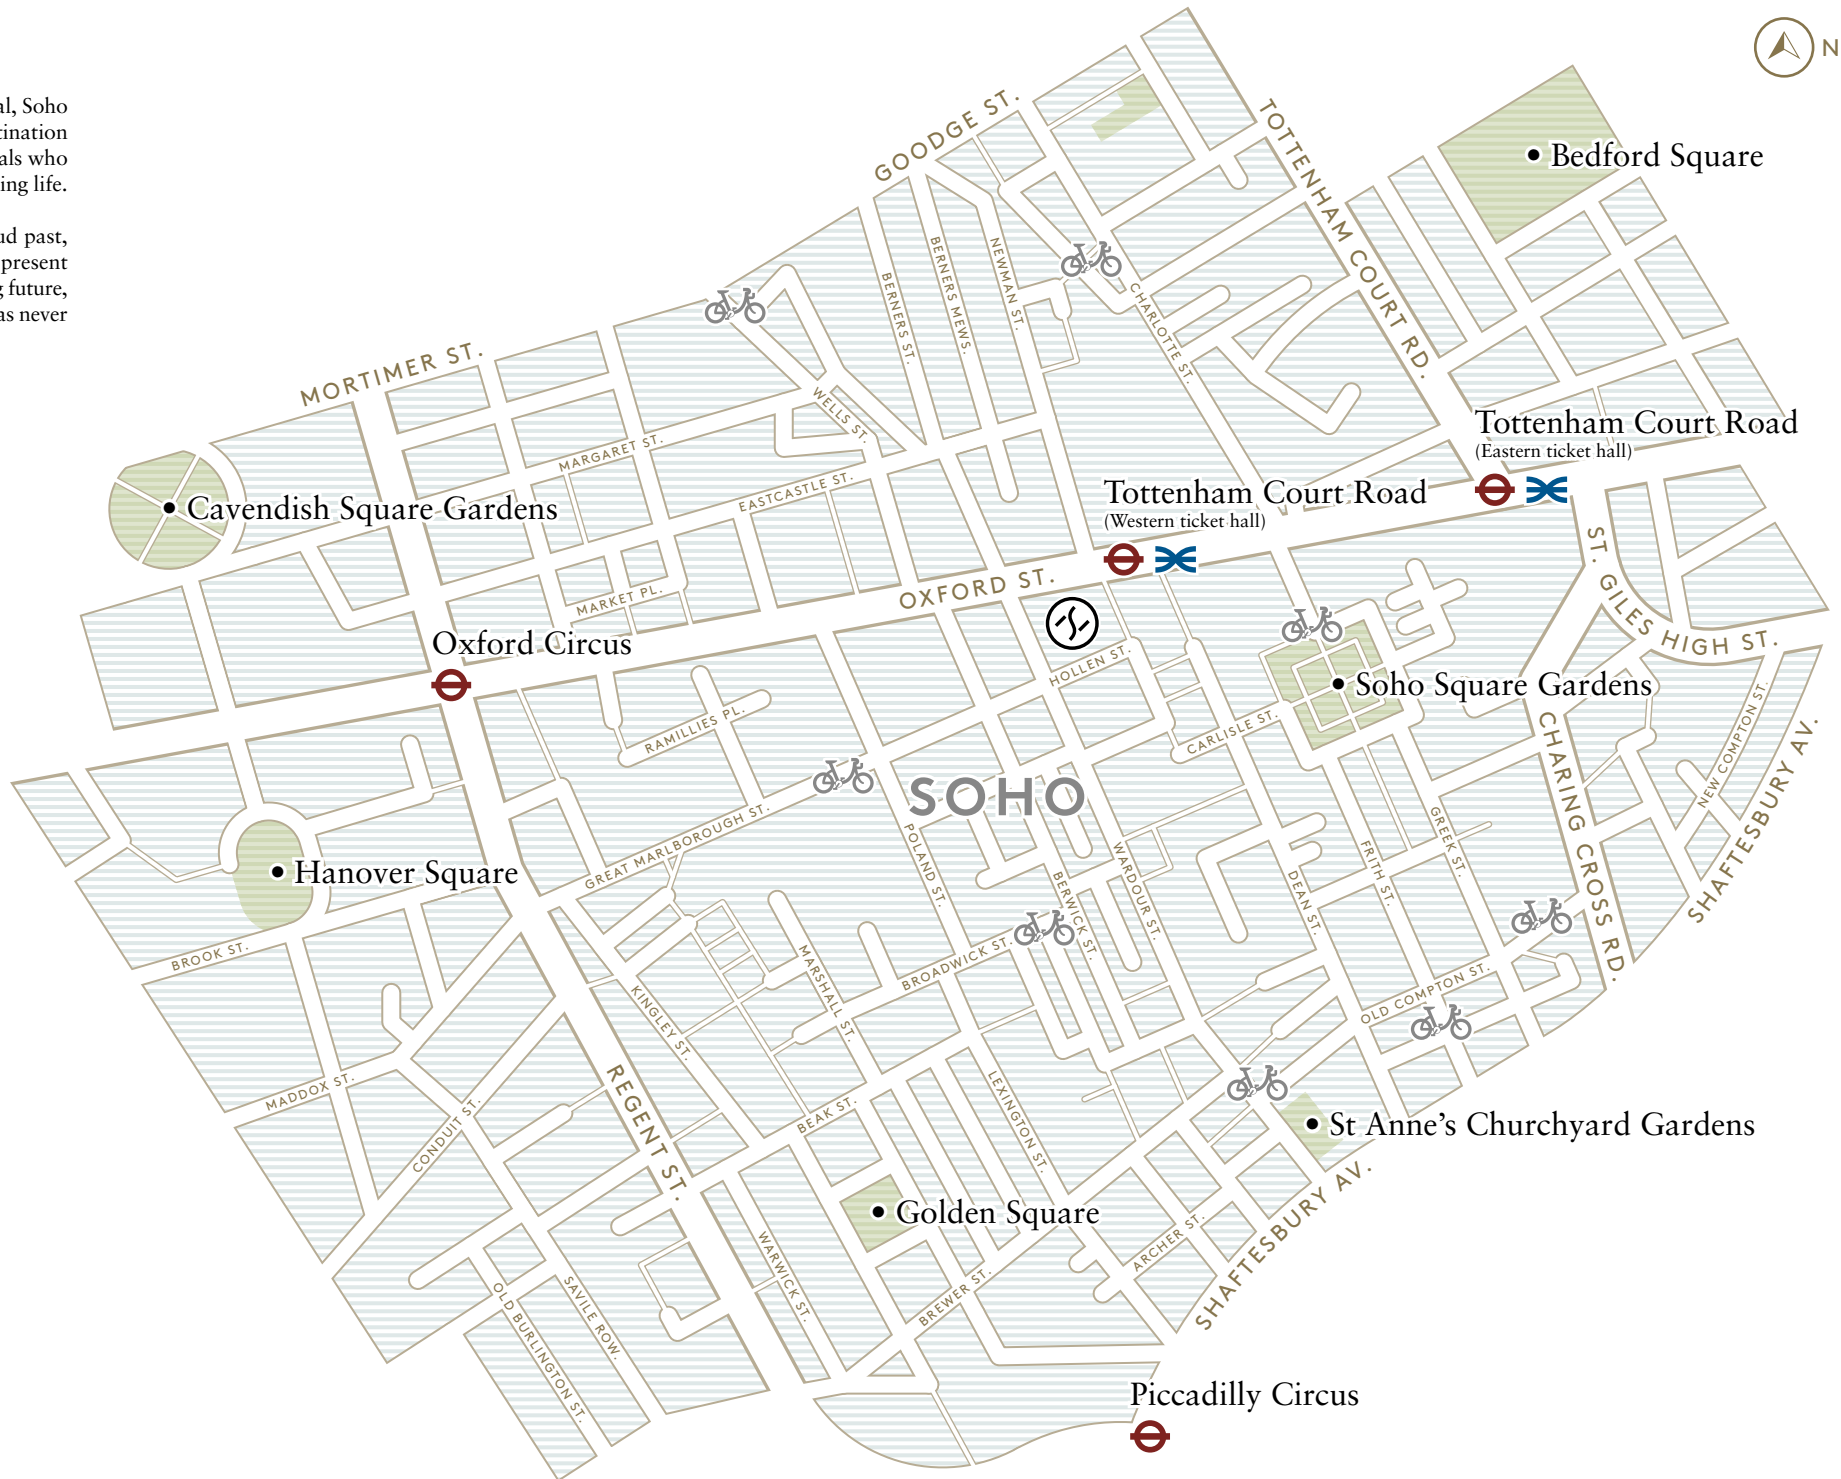 al, Soho
tination
als who
ing life.
ud past,
present
g future,
as never
N
GOODGE ST.
TOTTENHAM COURT RD.
Bedford Square
BERNERS ST.
BERNERS MEWS.
NEWMAN ST.
CHARLOTTE ST.
MORTIMER ST.
WELLS ST.
MARGARET ST.
EASTCASTLE ST.
Tottenham Court Road
(Eastern ticket hall)
Tottenham Court Road
(Western ticket hall)
Cavendish Square Gardens
MARKET PL.
OXFORD ST.
ST. GILES HIGH ST.
Oxford Circus
HOLLEN ST.
Soho Square Gardens
RAMILLIES PL.
CARLISLE ST.
NEW COMPTON ST.
SHAFTESBURY AV.
CHARING CROSS RD.
SOHO
GREAT MARLBOROUGH ST.
POLAND ST.
Hanover Square
BERWICK ST.
WARDOUR ST.
DEAN ST.
FRITH ST.
GREEK ST.
BROOK ST.
MARSHALL ST.
BROADWICK ST.
OLD COMPTON ST.
KINGLEY ST.
MADDOX ST.
CONDUIT ST.
REGENT ST.
BEAK ST.
LEXINGTON ST.
St Anne's Churchyard Gardens
Golden Square
SHAFTESBURY AV.
ARCHER ST.
WARWICK ST.
BREWER ST.
SAVILE ROW.
OLD BURLINGTON ST.
Piccadilly Circus